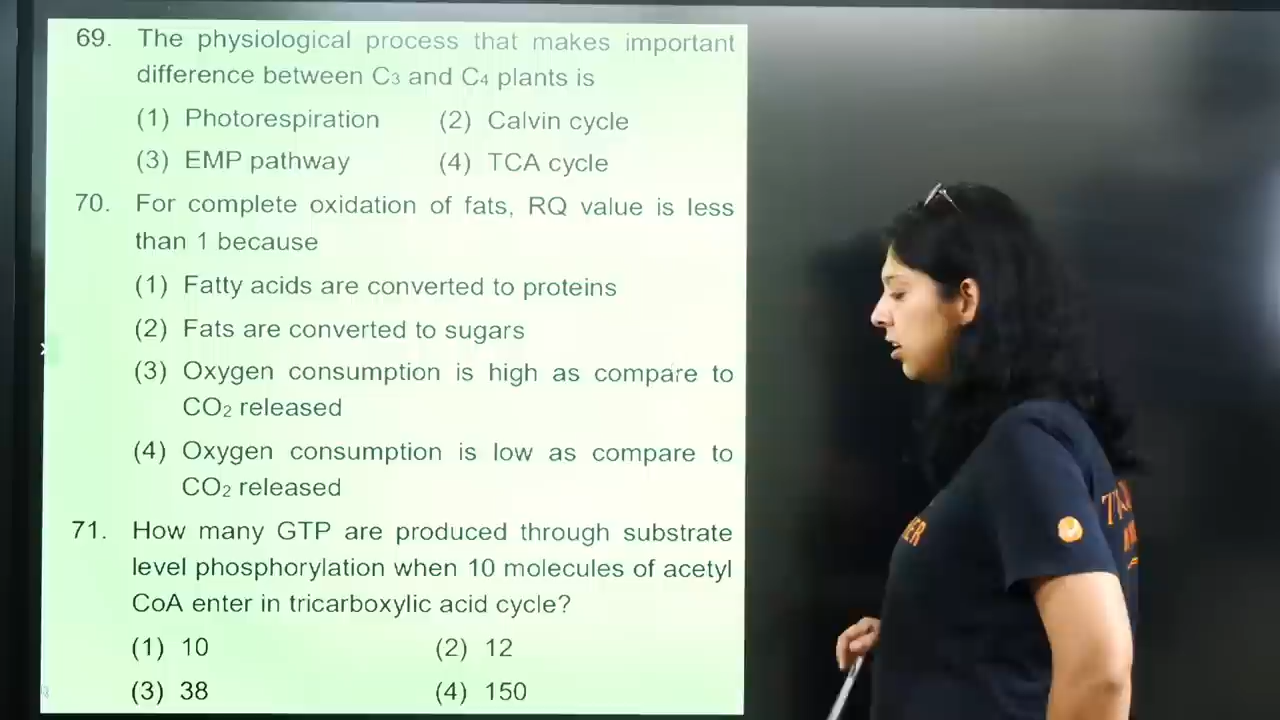 69. The physiological process that makes important
difference between C₃ and C₄ plants is
(1) Photorespiration (2) Calvin cycle
(3) EMP pathway (4) TCA cycle
70. For complete oxidation of fats, RQ value is less
than 1 because
(1) Fatty acids are converted to proteins
(2) Fats are converted to sugars
(3) Oxygen consumption is high as compare to
CO₂ released
(4) Oxygen consumption is low as compare to
CO₂ released
71. How many GTP are produced through substrate
level phosphorylation when 10 molecules of acetyl
CoA enter in tricarboxylic acid cycle?
(1) 10 (2) 12
(3) 38 (4) 150